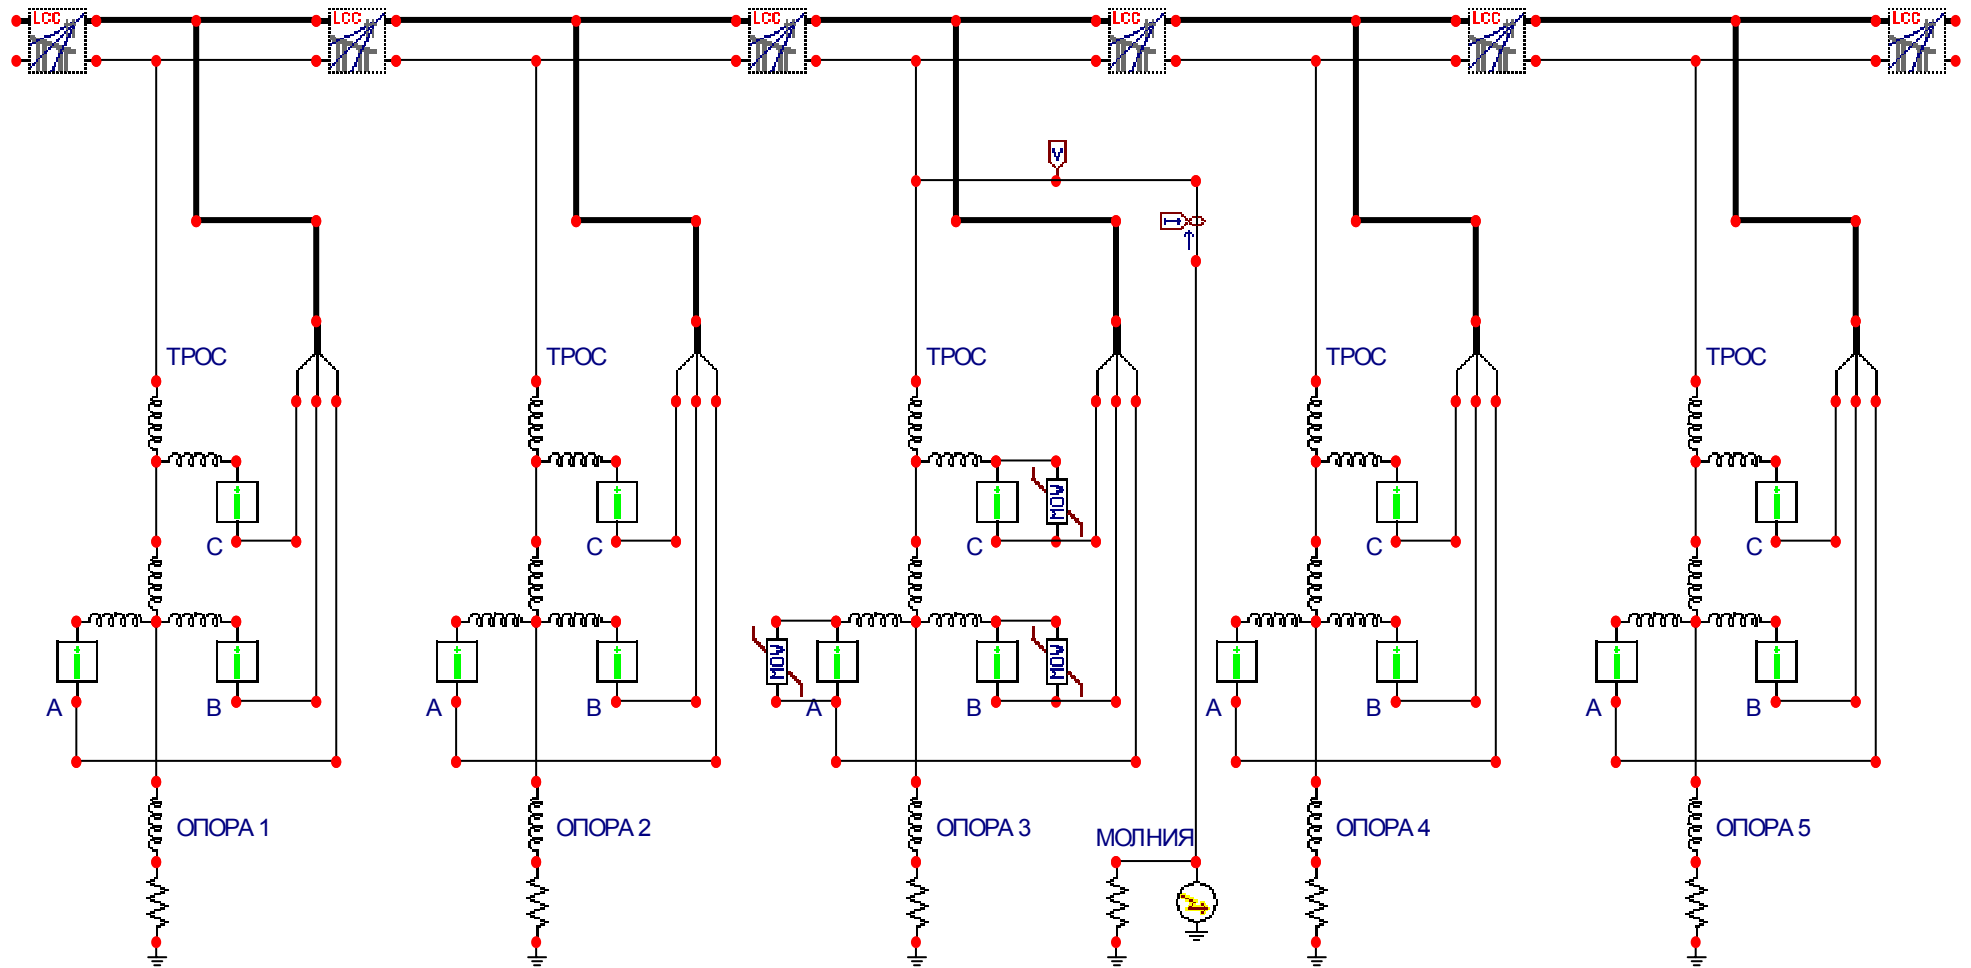 LCC LCC LCC LCC LCC LCC
V
I
ТРОС ТРОС ТРОС ТРОС ТРОС
MOV
C C C C C
MOV MOV
A B A B A B A B A B
ОПОРА 1 ОПОРА 2 ОПОРА 3 МОЛНИЯ ОПОРА 4 ОПОРА 5